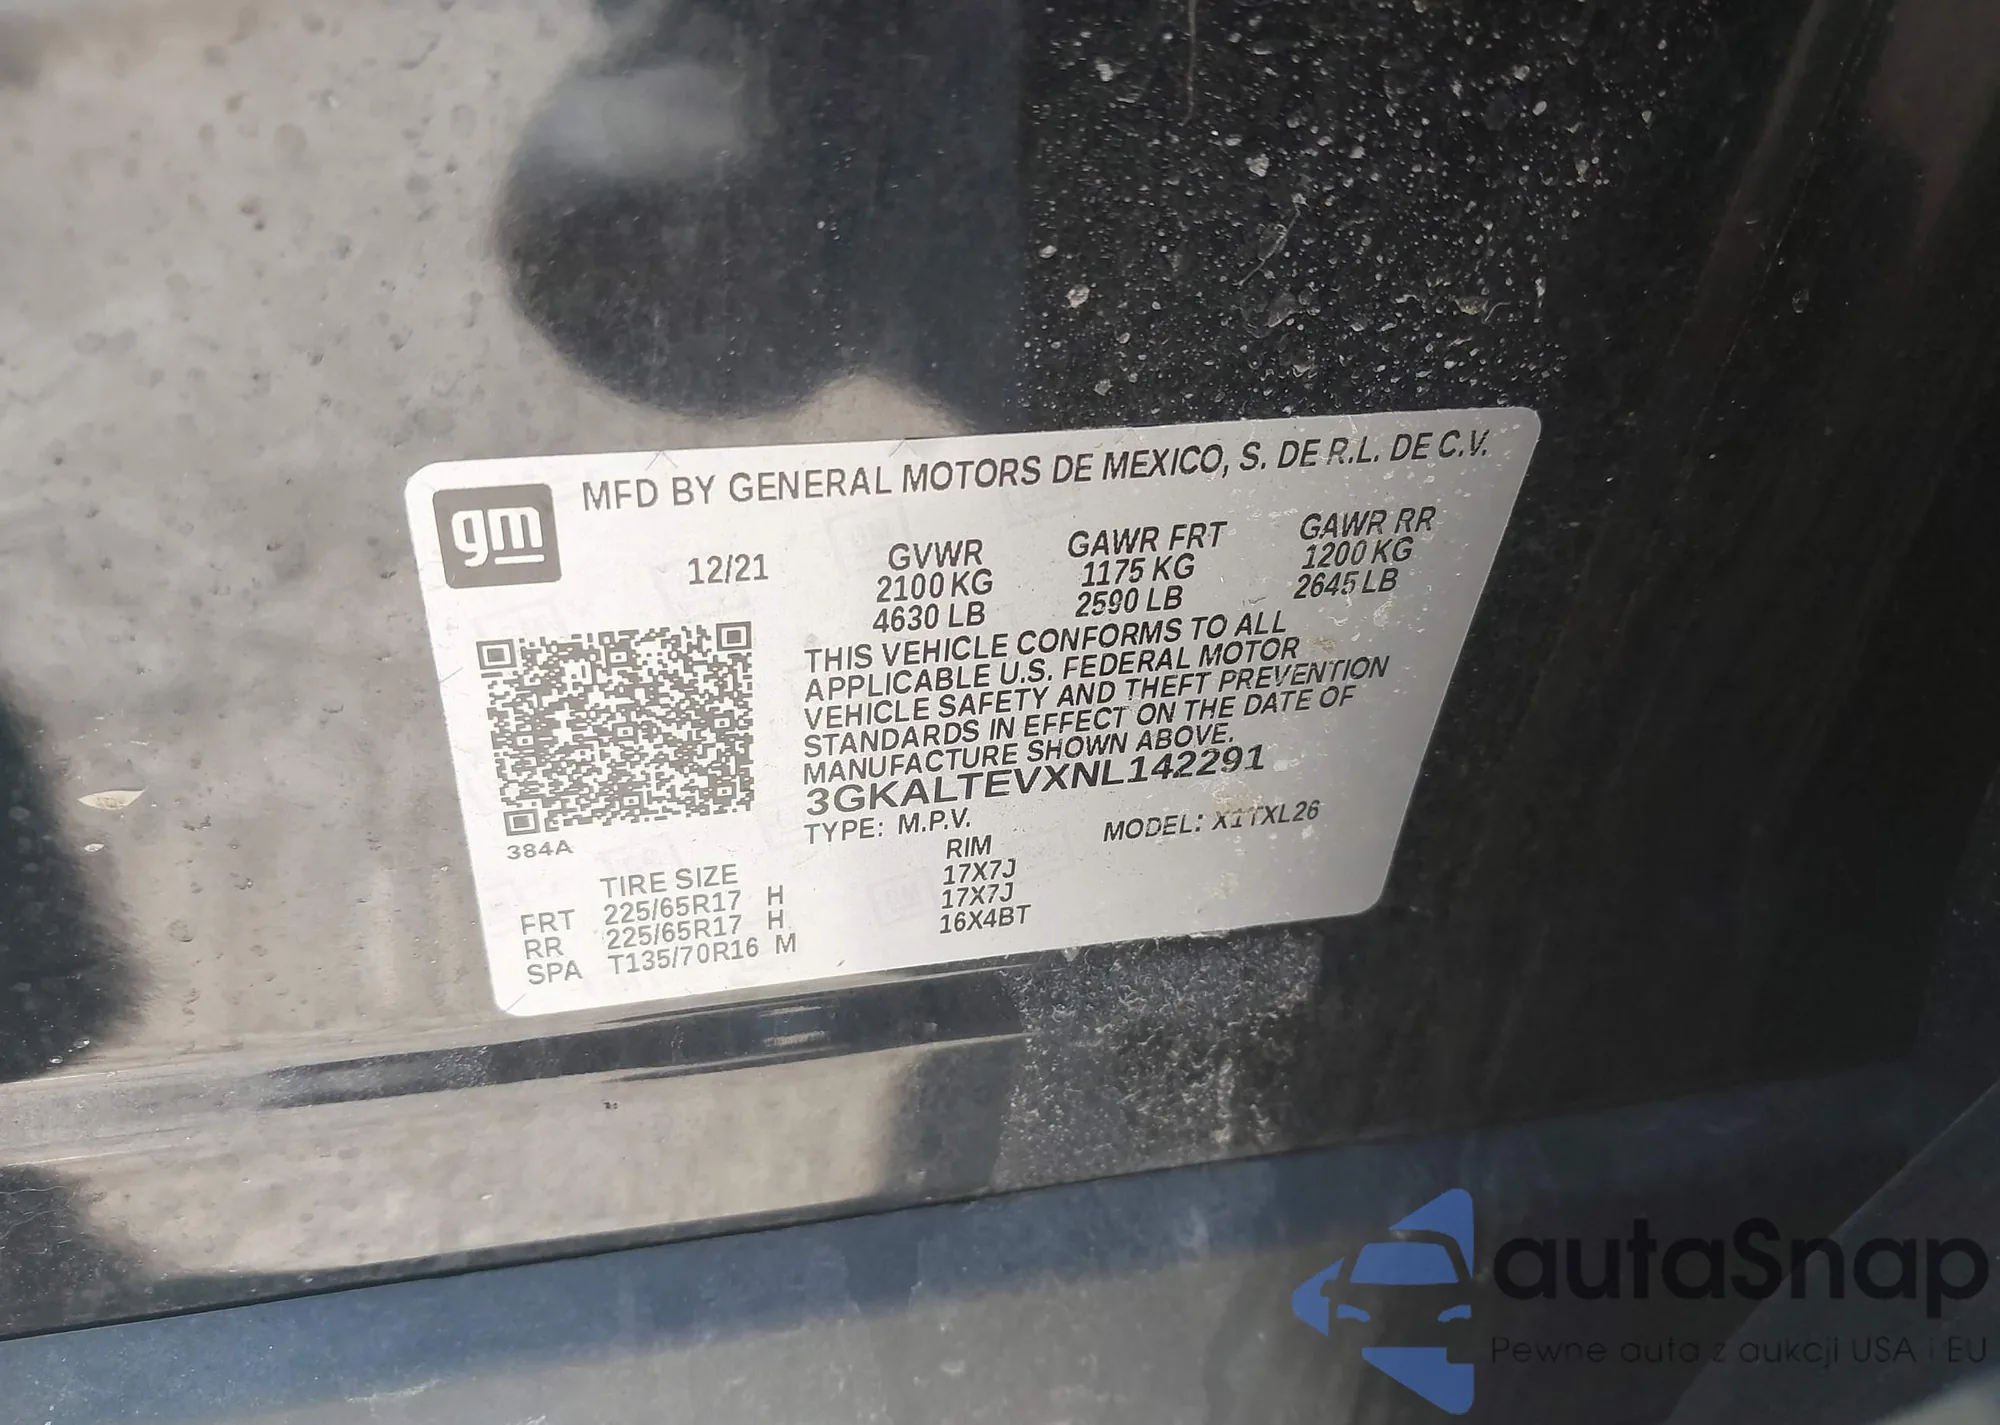 gm
MFD BY GENERAL MOTORS DE MEXICO, S. DE R.L. DE C.V.
12/21
GVWR GAWR FRT GAWR RR
2100 KG 1175 KG 1200 KG
4630 LB 2590 LB 2645 LB
THIS VEHICLE CONFORMS TO ALL
APPLICABLE U.S. FEDERAL MOTOR
VEHICLE SAFETY AND THEFT PREVENTION
STANDARDS IN EFFECT ON THE DATE OF
MANUFACTURE SHOWN ABOVE.
3GKALTEVXNL142291
TYPE: M.P.V. MODEL: X1TXL26
384A
TIRE SIZE RIM
FRT 225/65R17 H 17X7J
RR 225/65R17 H 17X7J
SPA T135/70R16 M 16X4BT
autaSnap
Pewne auta z aukcji USA i EU